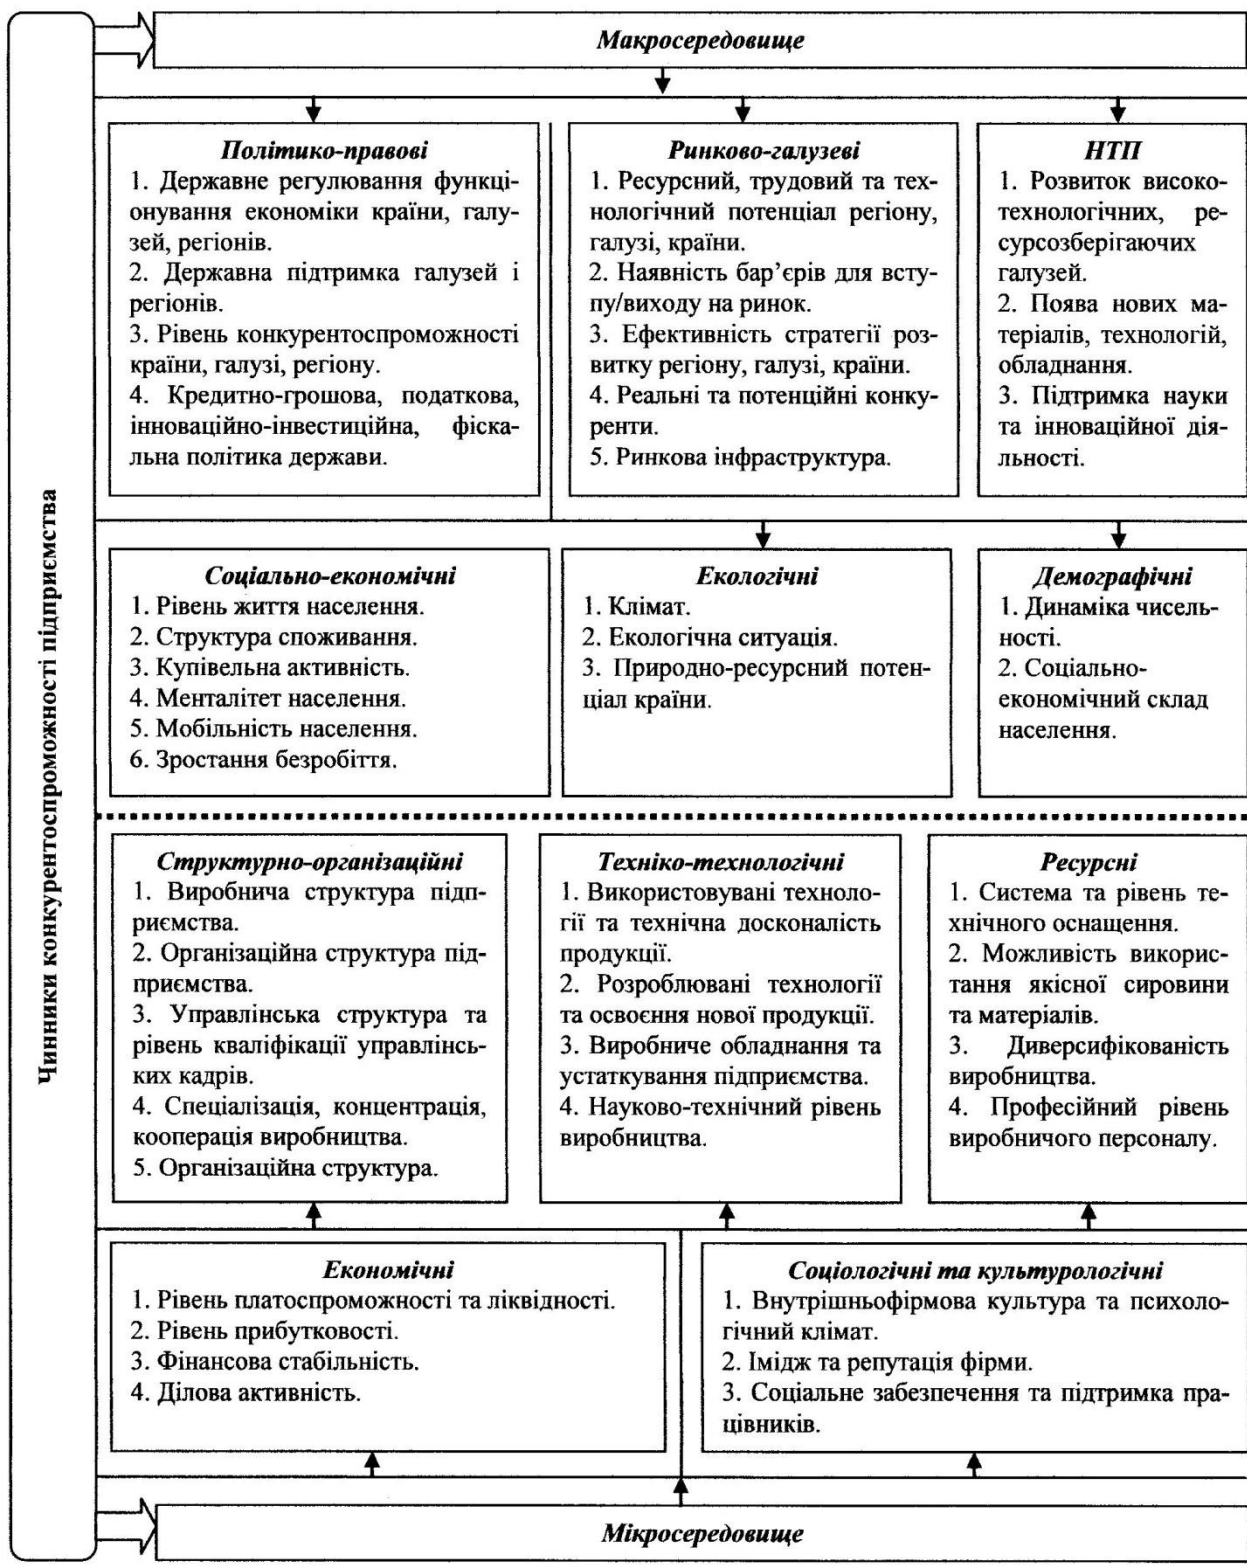 Чинники конкурентоспроможності підприємства
Макросередовище
Політико-правові
1. Державне регулювання функці-
онування економіки країни, галу-
зей, регіонів.
2. Державна підтримка галузей і
регіонів.
3. Рівень конкурентоспроможності
країни, галузі, регіону.
4. Кредитно-грошова, податкова,
інноваційно-інвестиційна, фіска-
льна політика держави.
Ринково-галузеві
1. Ресурсний, трудовий та тех-
нологічний потенціал регіону,
галузі, країни.
2. Наявність бар’єрів для всту-
пу/виходу на ринок.
3. Ефективність стратегії роз-
витку регіону, галузі, країни.
4. Реальні та потенційні конку-
ренти.
5. Ринкова інфраструктура.
НТП
1. Розвиток високо-
технологічних, ре-
сурсозберігаючих
галузей.
2. Поява нових ма-
теріалів, технологій,
обладнання.
3. Підтримка науки
та інноваційної дія-
льності.
Соціально-економічні
1. Рівень життя населення.
2. Структура споживання.
3. Купівельна активність.
4. Менталітет населення.
5. Мобільність населення.
6. Зростання безробіття.
Екологічні
1. Клімат.
2. Екологічна ситуація.
3. Природно-ресурсний потен-
ціал країни.
Демографічні
1. Динаміка чисель-
ності.
2. Соціально-
економічний склад
населення.
Структурно-організаційні
1. Виробнича структура підп-
риємства.
2. Організаційна структура під-
приємства.
3. Управлінська структура та
рівень кваліфікації управлінсь-
ких кадрів.
4. Спеціалізація, концентрація,
кооперація виробництва.
5. Організаційна структура.
Техніко-технологічні
1. Використовувані техноло-
гії та технічна досконалість
продукції.
2. Розроблювані технології
та освоєння нової продукції.
3. Виробниче обладнання та
устаткування підприємства.
4. Науково-технічний рівень
виробництва.
Ресурсні
1. Система та рівень те-
хнічного оснащення.
2. Можливість викорис-
тання якісної сировини
та матеріалів.
3. Диверсифікованість
виробництва.
4. Професійний рівень
виробничого персоналу.
Економічні
1. Рівень платоспроможності та ліквідності.
2. Рівень прибутковості.
3. Фінансова стабільність.
4. Ділова активність.
Соціологічні та культурологічні
1. Внутрішньофірмова культура та психоло-
гічний клімат.
2. Імідж та репутація фірми.
3. Соціальне забезпечення та підтримка пра-
цівників.
Мікросередовище